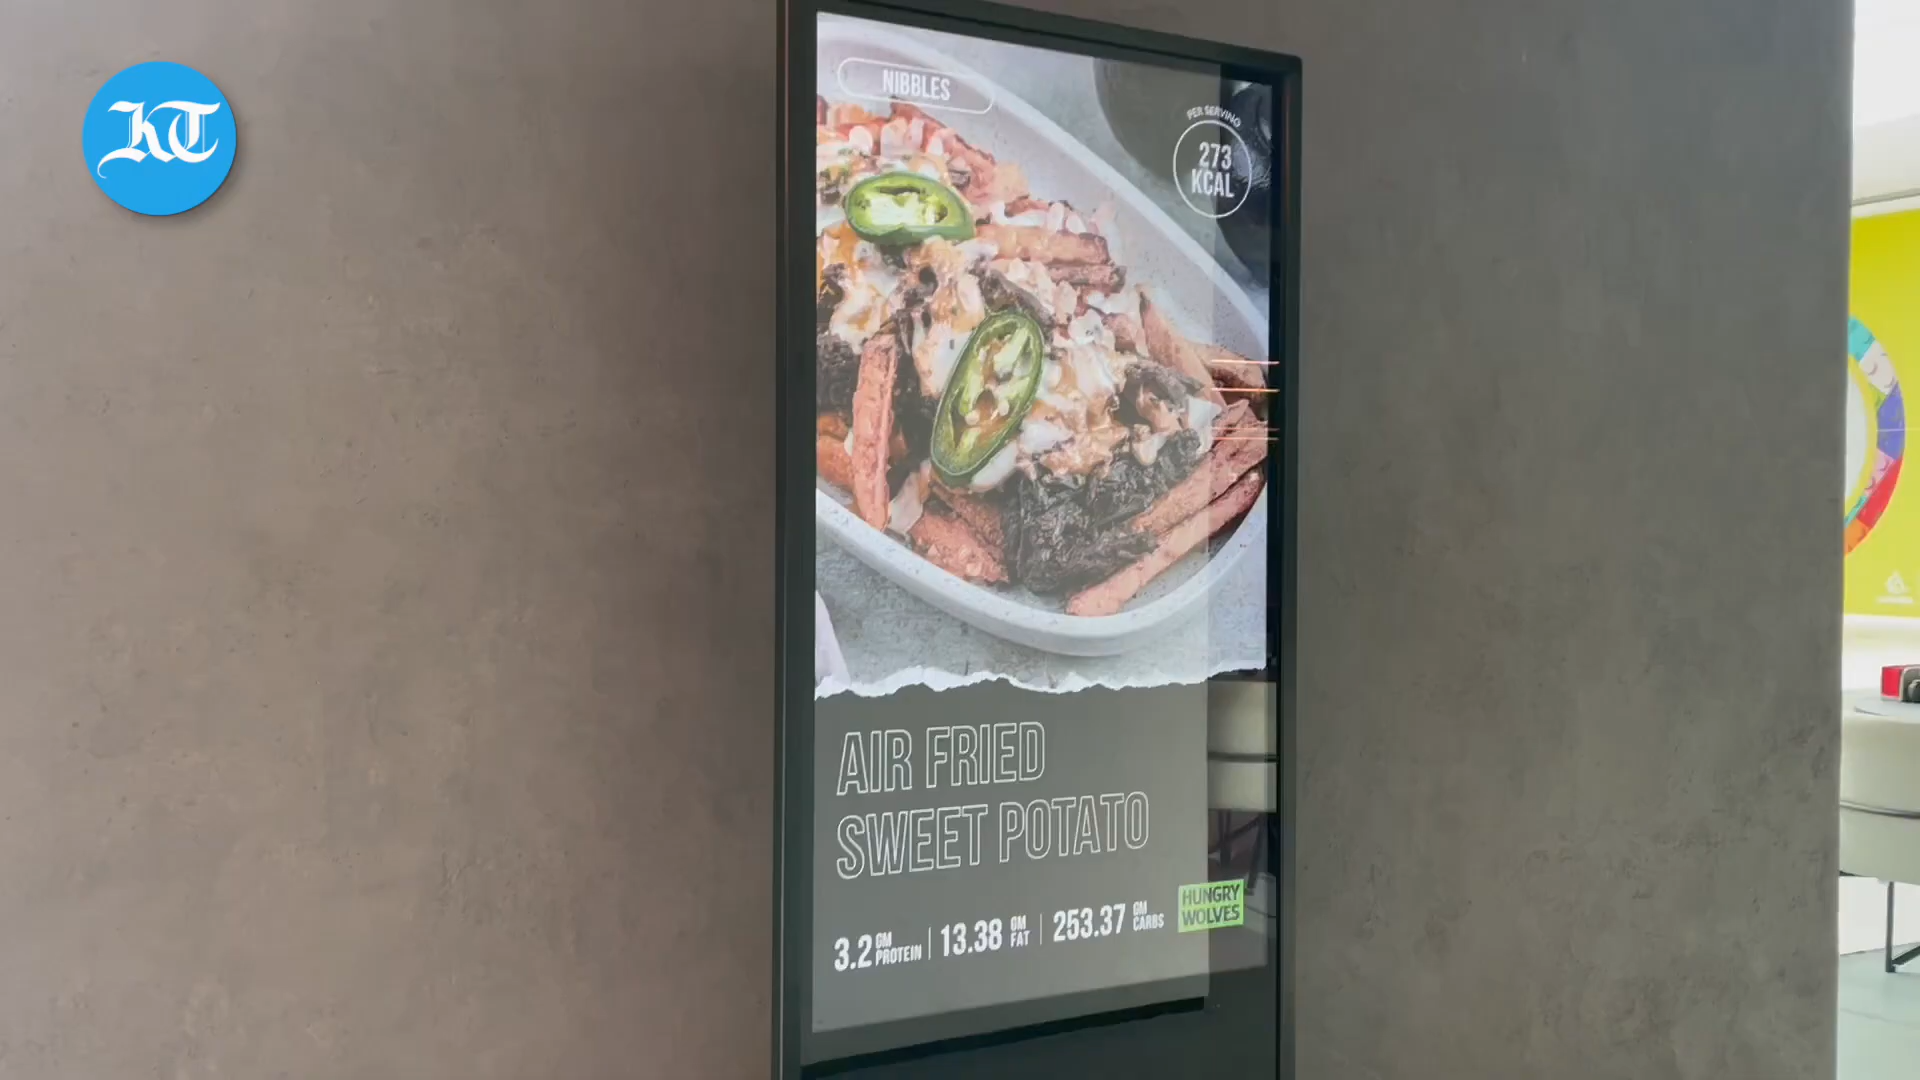 KT
NIBBLES
PER SERVING
273
KCAL
AIR FRIED
SWEET POTATO
3.2 GM PROTEIN | 13.38 GM FAT | 253.37 GM CARBS
HUNGRY
WOLVES